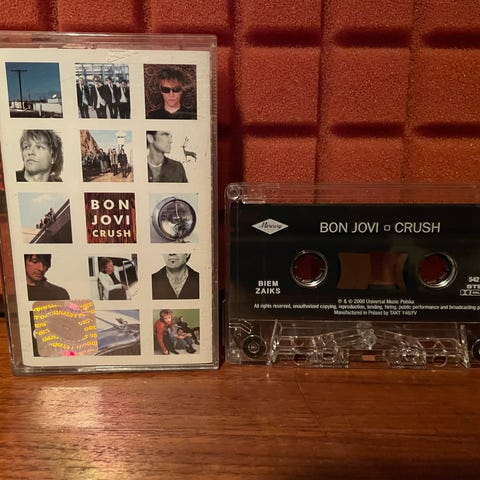 BON
JOVI
CRUSH
Mercury
BON JOVI CRUSH
BIEM
ZAIKS
542
℗ & © 2000 Universal Music Polska
All rights reserved, unauthorized copying, reproduction, lending, hiring, public performance and broadcasting
Manufactured in Poland by TAKT